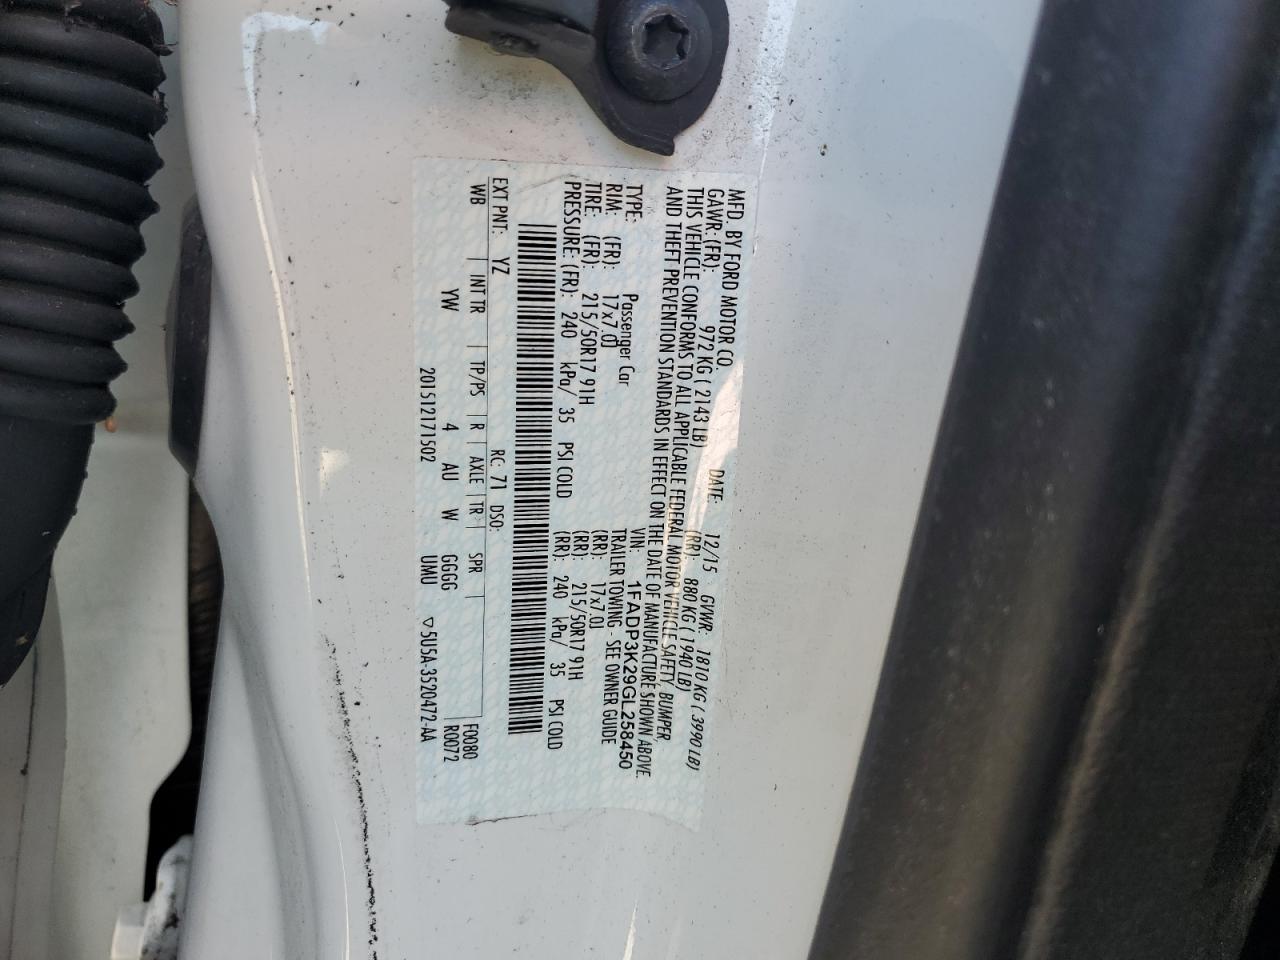 MFD. BY FORD MOTOR CO.
DATE: 12/15 GVWR: 1810 KG ( 3990 LB)
GAWR: (FR): 972 KG ( 2143 LB) (RR): 880 KG ( 1940 LB)
THIS VEHICLE CONFORMS TO ALL APPLICABLE FEDERAL MOTOR VEHICLE SAFETY, BUMPER,
AND THEFT PREVENTION STANDARDS IN EFFECT ON THE DATE OF MANUFACTURE SHOWN ABOVE.
VIN: 1FADP3K29GL258450
TYPE: Passenger Car TRAILER TOWING - SEE OWNER GUIDE
RIM: (FR): 17x7.0J (RR): 17x7.0J
TIRE: (FR): 215/50R17 91H (RR): 215/50R17 91H
PRESSURE: (FR): 240 kPa/ 35 PSI COLD (RR): 240 kPa/ 35 PSI COLD
EXT PNT: YZ RC: 71 DSO:
WB INT TR TP/PS R AXLE TR SPR F0080
YW 4 AU W GGGG R0072
201512171502 UMU ▽5U5A-3520472-AA